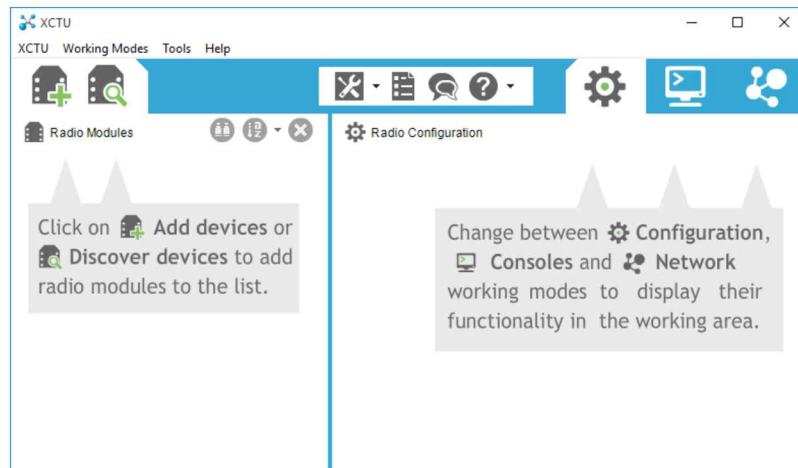 XCTU
XCTU Working Modes Tools Help
Radio Modules
Radio Configuration
Click on Add devices or
Discover devices to add
radio modules to the list.
Change between Configuration,
Consoles and Network
working modes to display their
functionality in the working area.